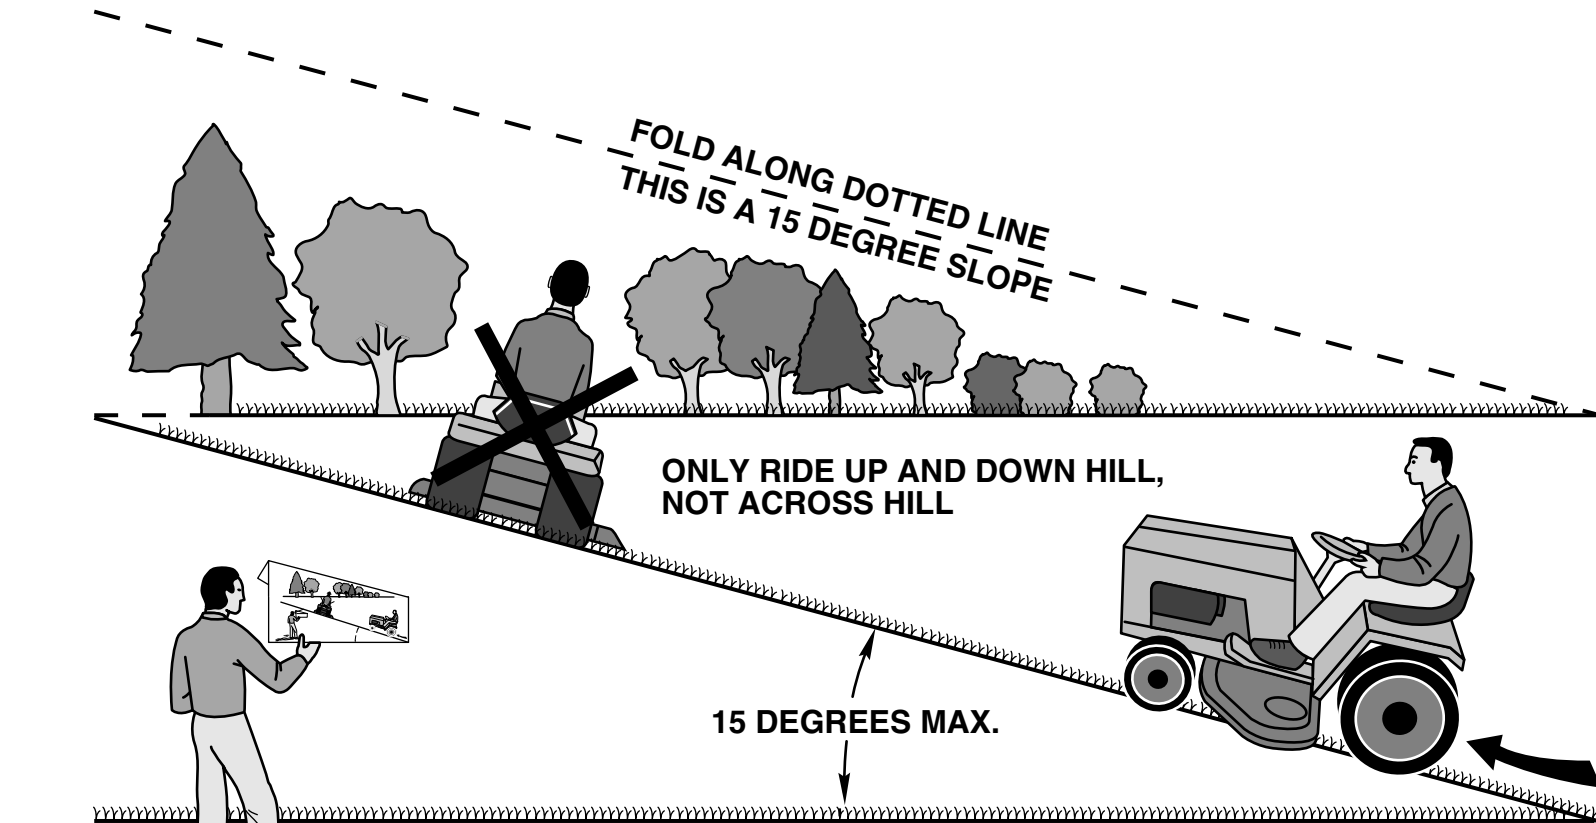 FOLD ALONG DOTTED LINE
THIS IS A 15 DEGREE SLOPE
ONLY RIDE UP AND DOWN HILL,
NOT ACROSS HILL
15 DEGREES MAX.